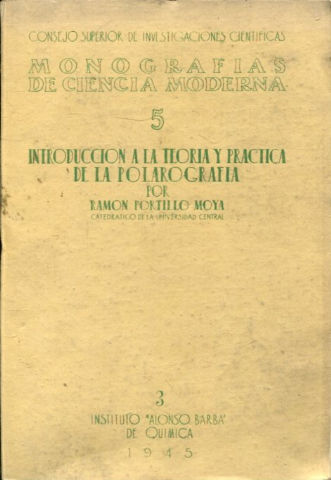 CONSEJO SUPERIOR DE INVESTIGACIONES CIENTIFICAS
MONOGRAFIAS
DE CIENCIA MODERNA
5
INTRODUCCION A LA TEORIA Y PRACTICA
DE LA POLAROGRAFIA
POR
RAMON PORTILLO MOYA
CATEDRATICO DE LA UNIVERSIDAD CENTRAL
3
INSTITUTO "ALONSO BARBA"
DE QUIMICA
1945